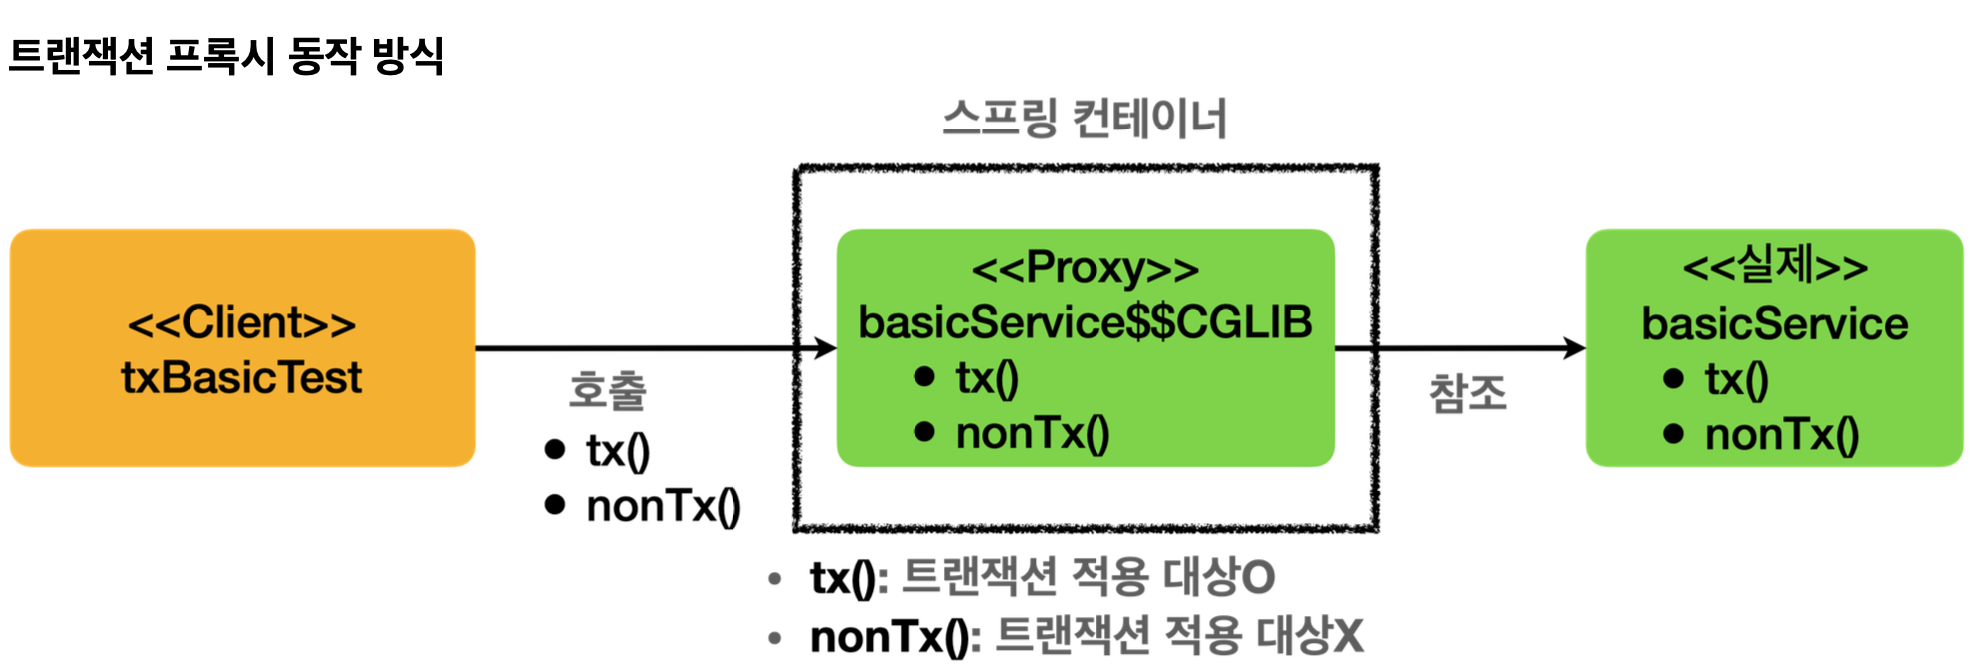 트랜잭션 프록시 동작 방식
스프링 컨테이너
<<Client>>
txBasicTest
호출
• tx()
• nonTx()
<<Proxy>>
basicService$$CGLIB
• tx()
• nonTx()
참조
<<실제>>
basicService
• tx()
• nonTx()
• tx(): 트랜잭션 적용 대상O
• nonTx(): 트랜잭션 적용 대상X